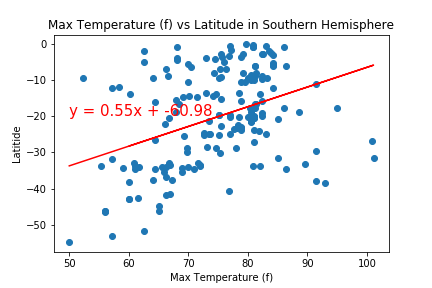 Max Temperature (f) vs Latitude in Southern Hemisphere
0
−10
y = 0.55x + -60.98
−20
−30
−40
−50
Latitide
50 60 70 80 90 100
Max Temperature (f)